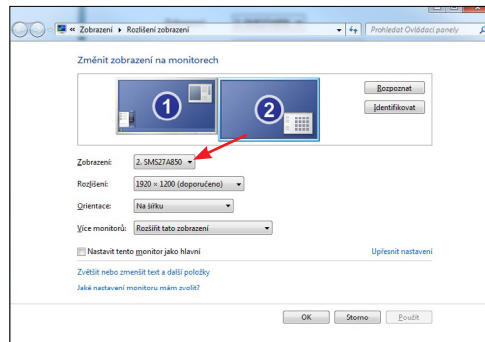 « Zobrazení ▸ Rozlišení zobrazení
Prohledat Ovládací panely
Změnit zobrazení na monitorech
1
2
Rozpoznat
Identifikovat
Zobrazení: 2. SMS27A850
Rozlišení: 1920 × 1200 (doporučeno)
Orientace: Na šířku
Více monitorů: Rozšířit tato zobrazení
Nastavit tento monitor jako hlavní
Upřesnit nastavení
Zvětšit nebo zmenšit text a další položky
Jaké nastavení monitoru mám zvolit?
OK Storno Použít